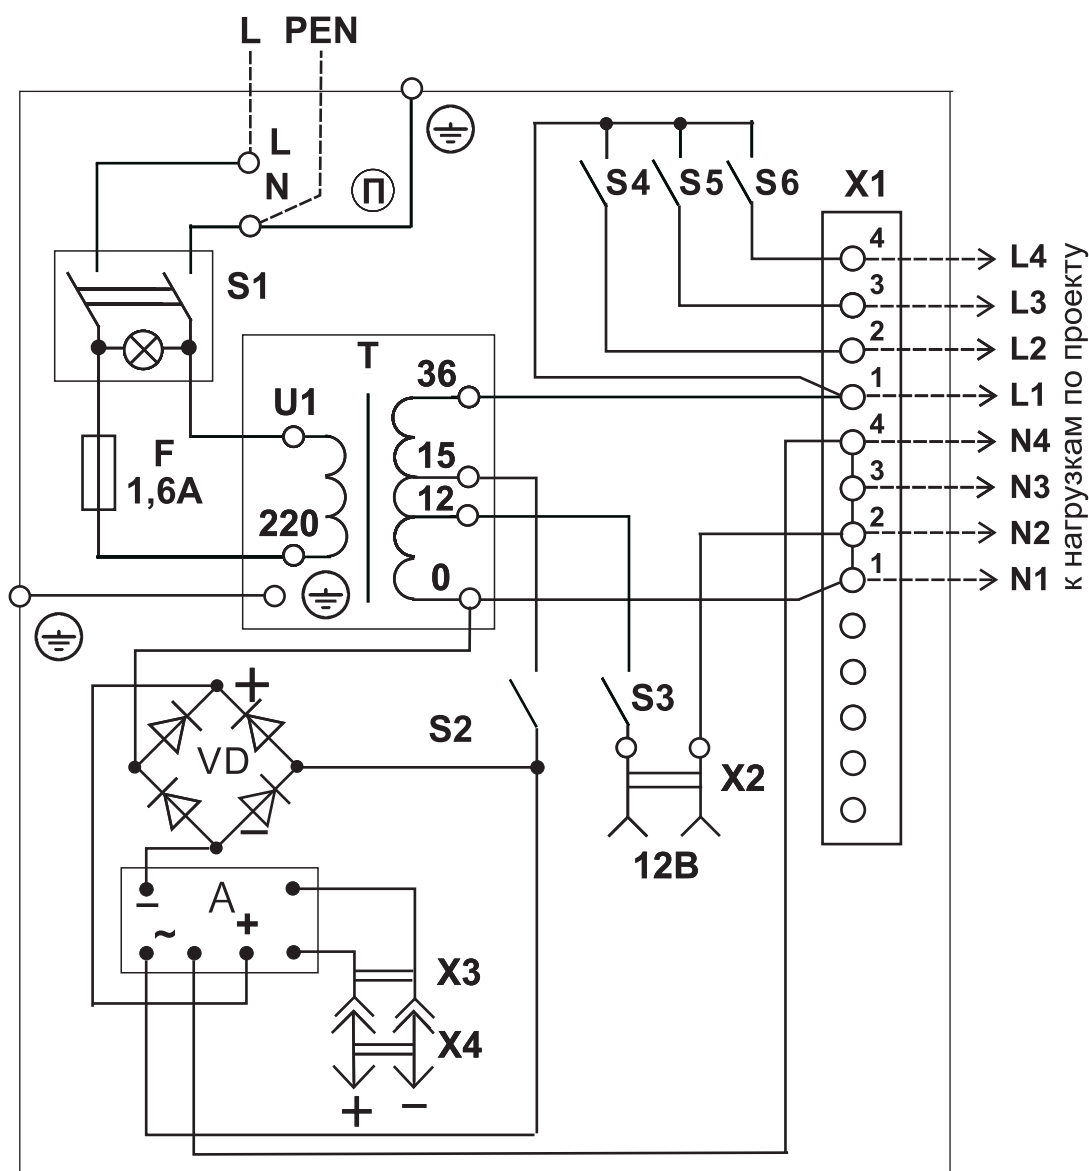 L PEN
L
N
П
S1
S4 S5 S6
X1
4
3
2
1
4
3
2
1
L4
L3
L2
L1
N4
N3
N2
N1
к нагрузкам по проекту
T
U1
220
36
15
12
0
F
1,6А
+
VD
–
S2
S3
X2
12В
– A
~ +
X3
X4
+ –